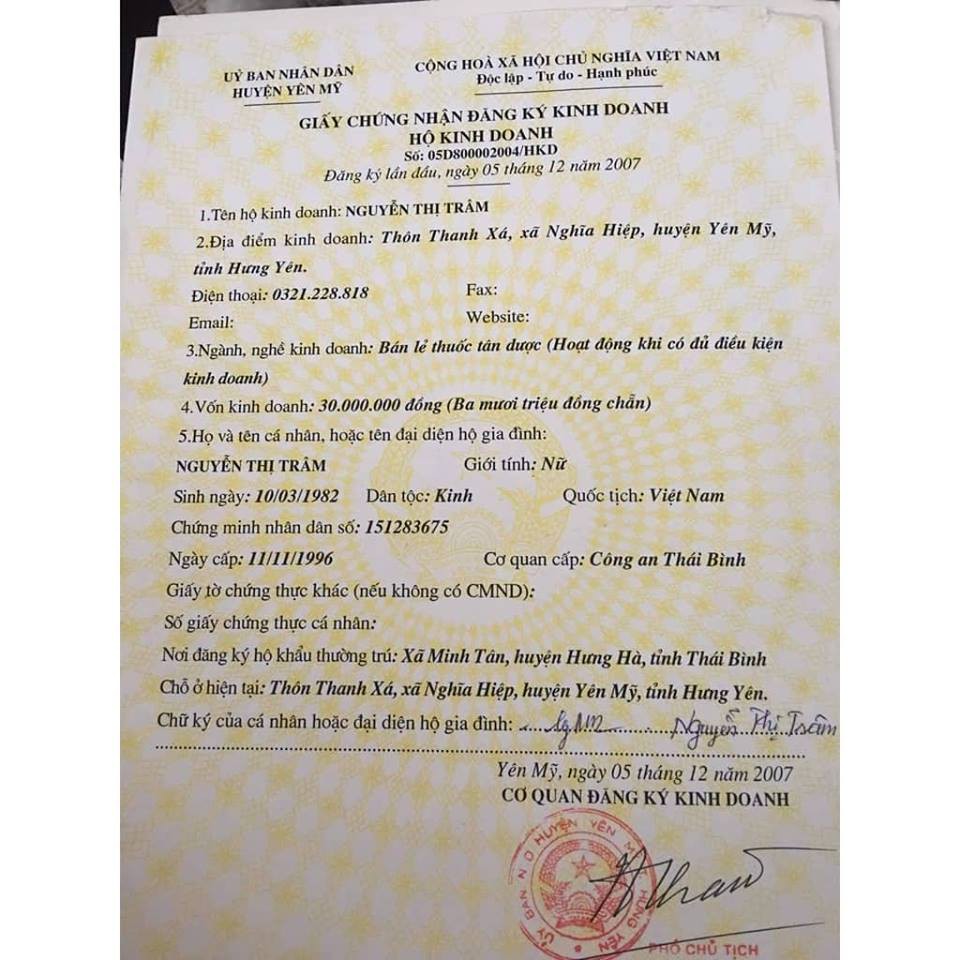 UỶ BAN NHÂN DÂN
HUYỆN YÊN MỸ
CỘNG HOÀ XÃ HỘI CHỦ NGHĨA VIỆT NAM
Độc lập - Tự do - Hạnh phúc
GIẤY CHỨNG NHẬN ĐĂNG KÝ KINH DOANH
HỘ KINH DOANH
Số: 05D800002004/HKD
Đăng ký lần đầu, ngày 05 tháng 12 năm 2007
1.Tên hộ kinh doanh: NGUYỄN THỊ TRÂM
2.Địa điểm kinh doanh: Thôn Thanh Xá, xã Nghĩa Hiệp, huyện Yên Mỹ,
tỉnh Hưng Yên.
Điện thoại: 0321.228.818 Fax:
Email: Website:
3.Ngành, nghề kinh doanh: Bán lẻ thuốc tân dược (Hoạt động khi có đủ điều kiện
kinh doanh)
4.Vốn kinh doanh: 30.000.000 đồng (Ba mươi triệu đồng chẵn)
5.Họ và tên cá nhân, hoặc tên đại diện hộ gia đình:
NGUYỄN THỊ TRÂM Giới tính: Nữ
Sinh ngày: 10/03/1982 Dân tộc: Kinh Quốc tịch: Việt Nam
Chứng minh nhân dân số: 151283675
Ngày cấp: 11/11/1996 Cơ quan cấp: Công an Thái Bình
Giấy tờ chứng thực khác (nếu không có CMND):
Số giấy chứng thực cá nhân:
Nơi đăng ký hộ khẩu thường trú: Xã Minh Tân, huyện Hưng Hà, tỉnh Thái Bình
Chỗ ở hiện tại: Thôn Thanh Xá, xã Nghĩa Hiệp, huyện Yên Mỹ, tỉnh Hưng Yên.
Chữ ký của cá nhân hoặc đại diện hộ gia đình: Nguyễn Thị Trâm
Yên Mỹ, ngày 05 tháng 12 năm 2007
CƠ QUAN ĐĂNG KÝ KINH DOANH
ỦY BAN N D HUYỆN YÊN MỸ HƯNG YÊN
PHÓ CHỦ TỊCH